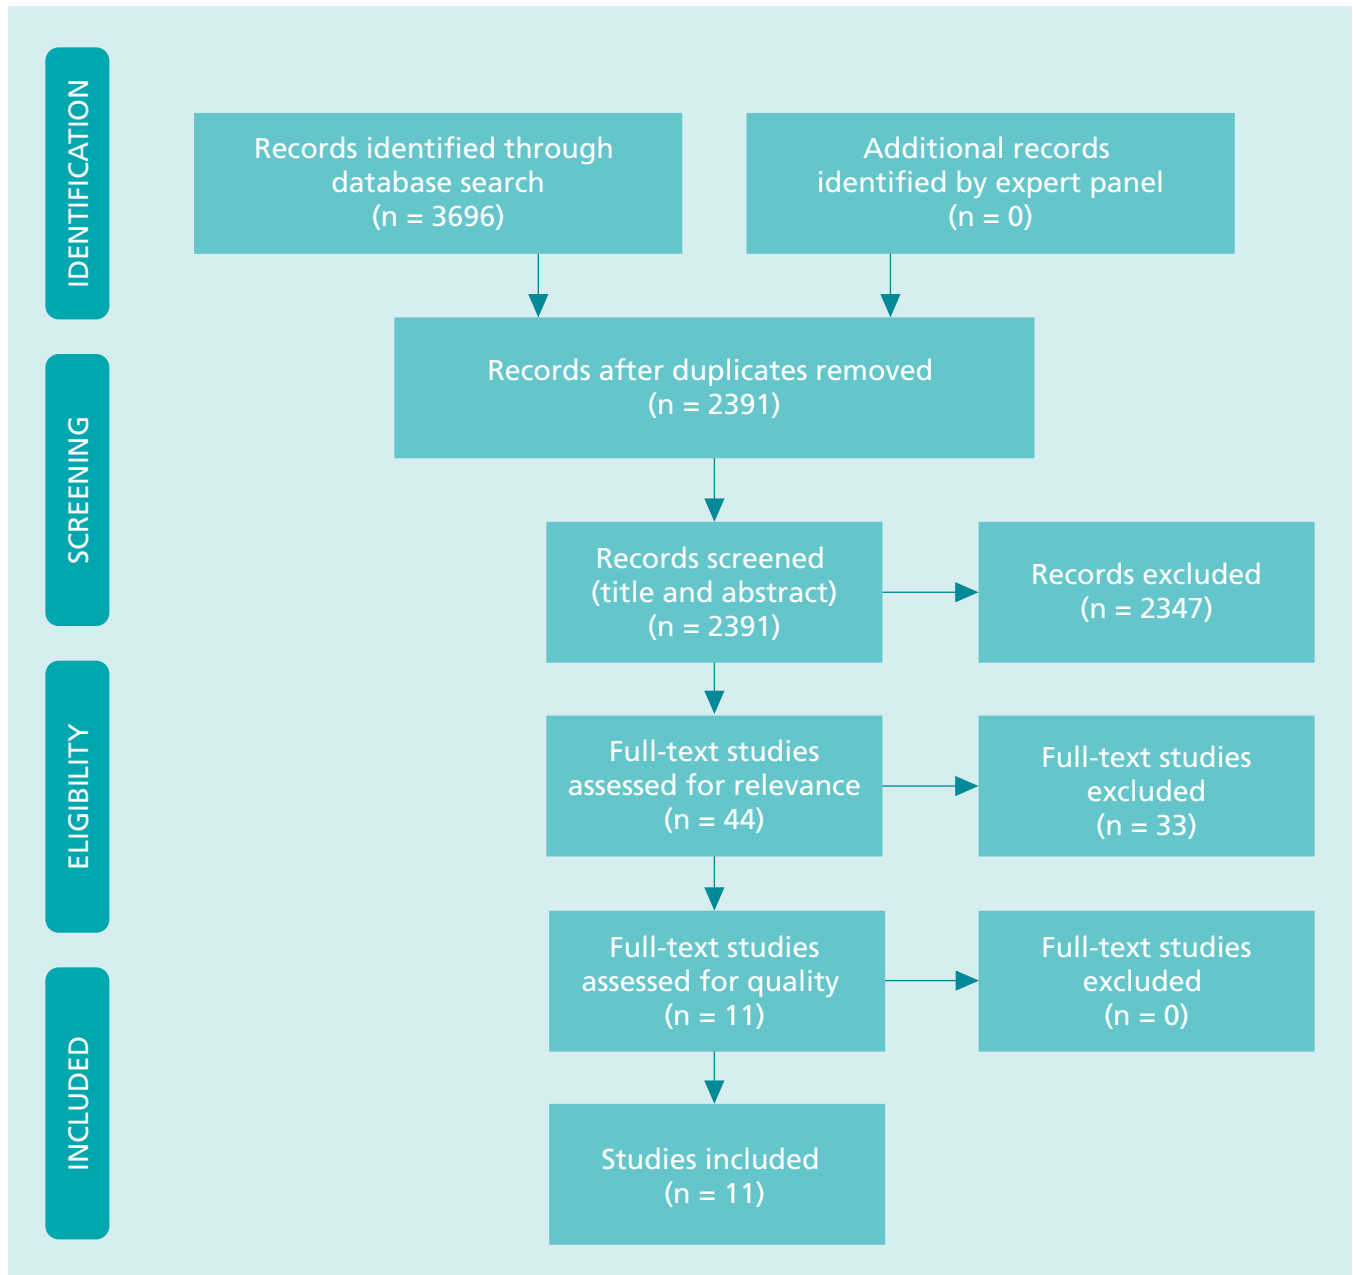 IDENTIFICATION
Records identified through
database search
(n = 3696)
Additional records
identified by expert panel
(n = 0)
Records after duplicates removed
(n = 2391)
SCREENING
Records screened
(title and abstract)
(n = 2391)
Records excluded
(n = 2347)
ELIGIBILITY
Full-text studies
assessed for relevance
(n = 44)
Full-text studies
excluded
(n = 33)
Full-text studies
assessed for quality
(n = 11)
Full-text studies
excluded
(n = 0)
INCLUDED
Studies included
(n = 11)